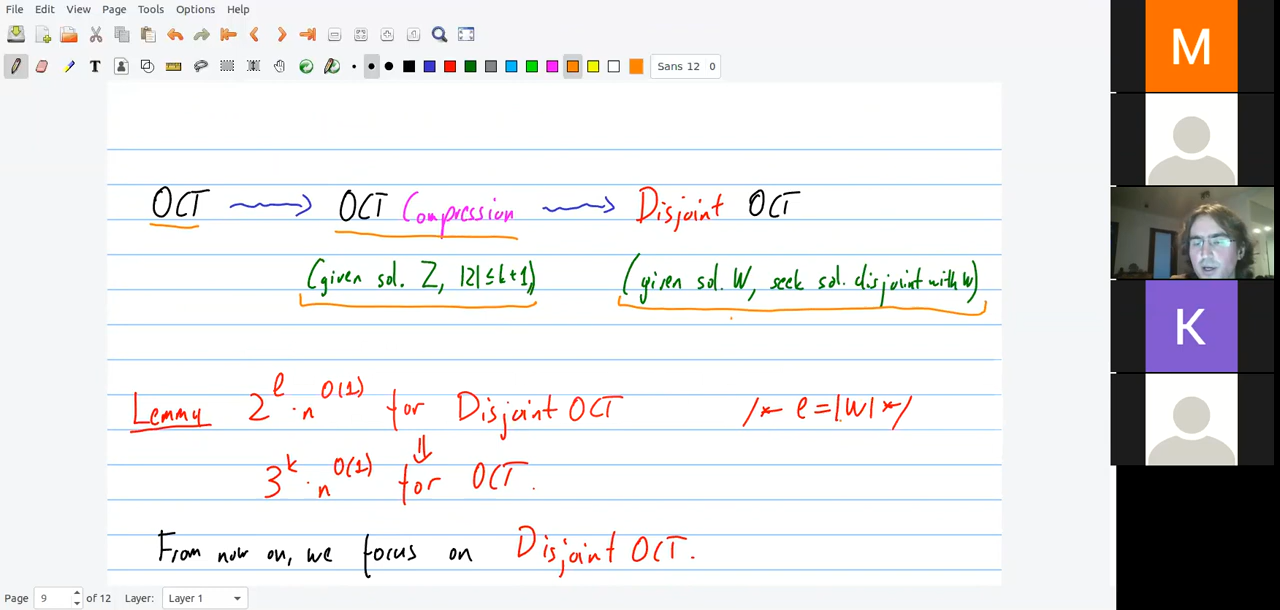 File Edit View Page Tools Options Help
T Sans 12 0
OCT OCT Compression Disjoint OCT
(given sol. Z, |Z| ≤ k+1) (given sol. W, seek sol. disjoint with W)
Lemma 2^ℓ · n^O(1) for Disjoint OCT /* ℓ = |W| */
⇓
3^k · n^O(1) for OCT.
From now on, we focus on Disjoint OCT.
Page 9 of 12 Layer: Layer 1
M
K